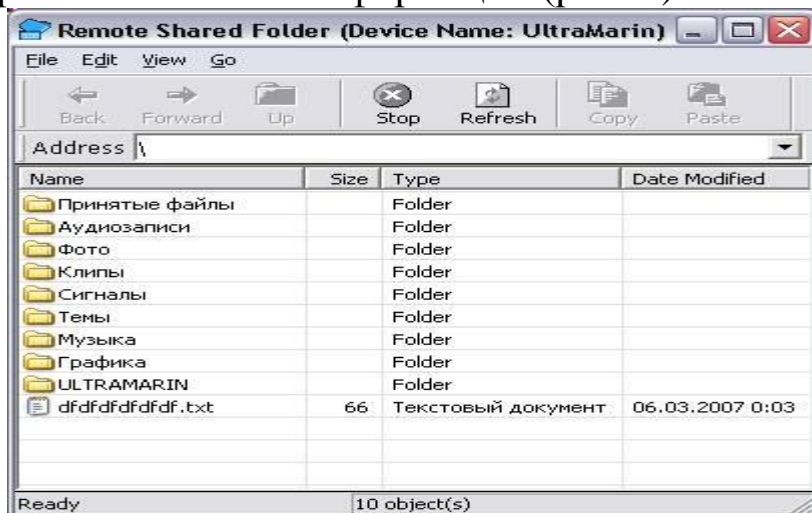 Remote Shared Folder (Device Name: UltraMarin)
File Edit View Go
Back Forward Up Stop Refresh Copy Paste
Address \
Name Size Type Date Modified
Принятые файлы Folder
Аудиозаписи Folder
Фото Folder
Клипы Folder
Сигналы Folder
Темы Folder
Музыка Folder
Графика Folder
ULTRAMARIN Folder
dfdfdfdfdfdf.txt 66 Текстовый документ 06.03.2007 0:03
Ready 10 object(s)